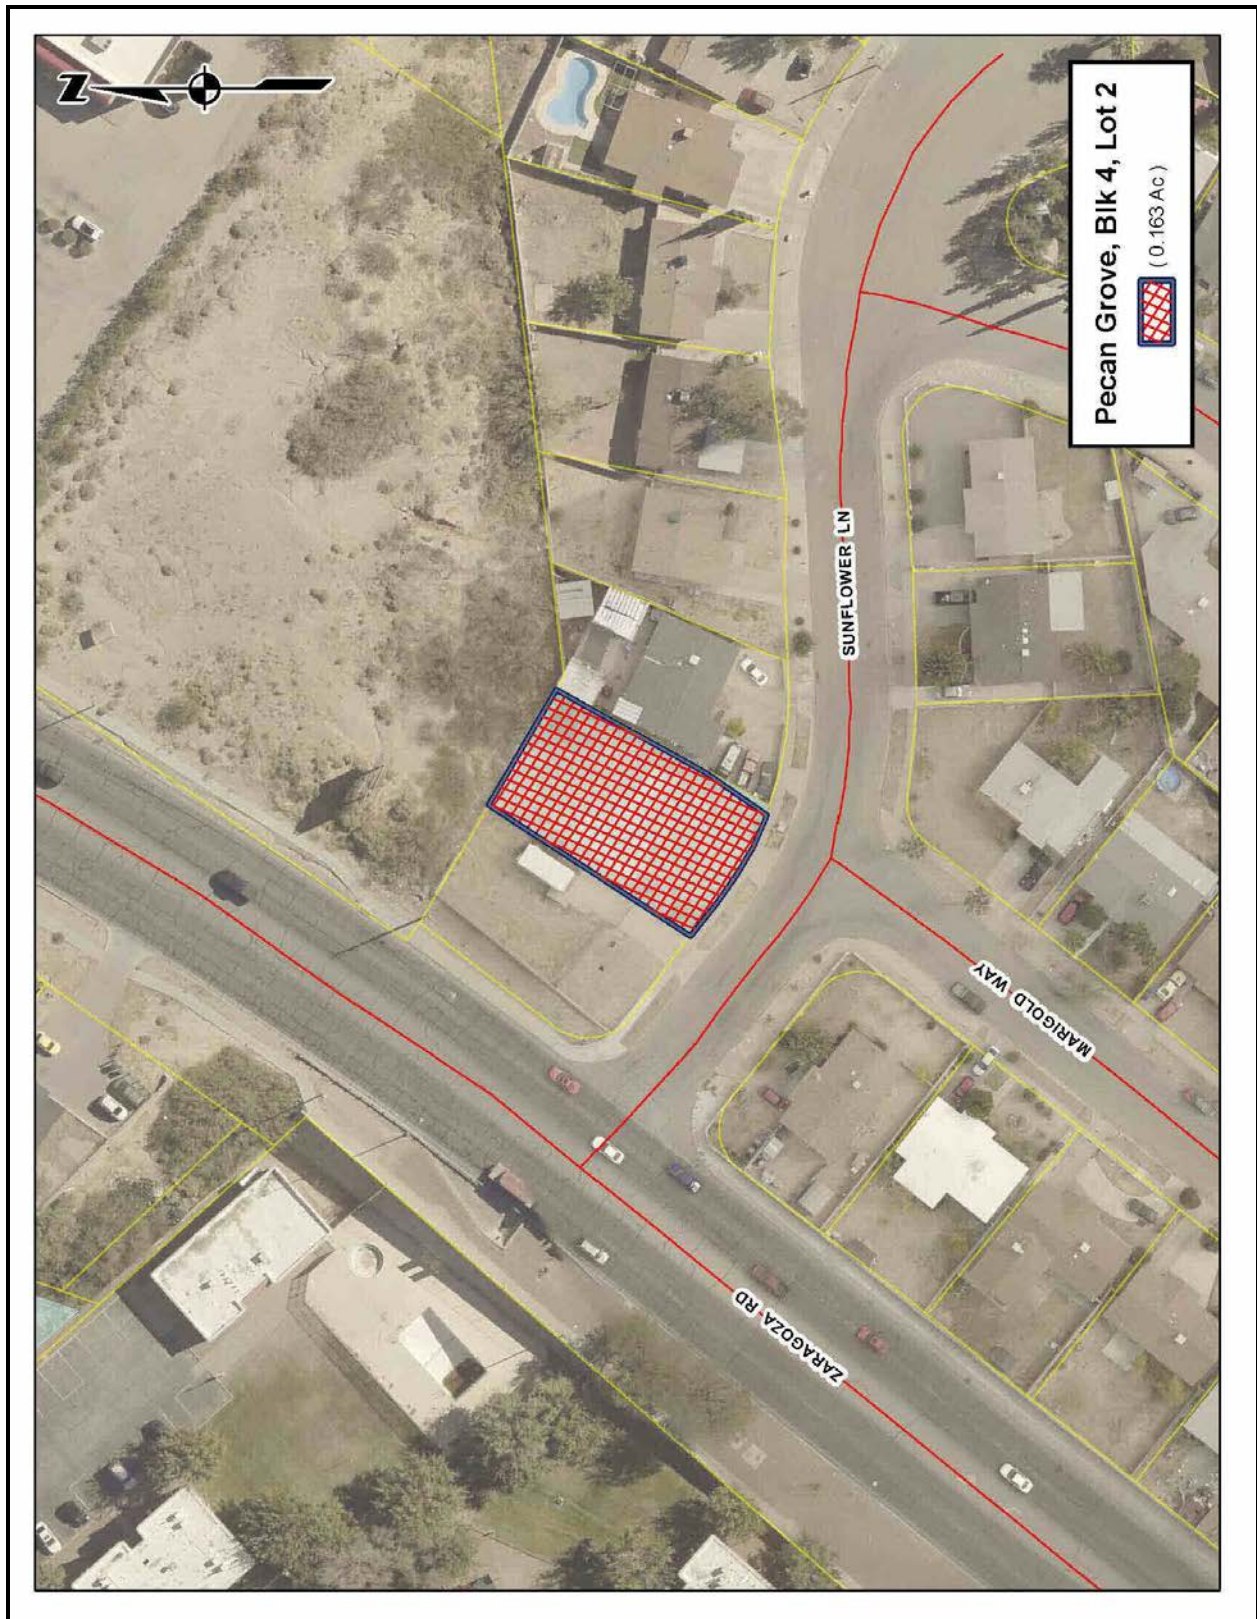 N
Pecan Grove, Blk 4, Lot 2
( 0.163 Ac )
SUNFLOWER LN
MARIGOLD WAY
ZARAGOZA RD